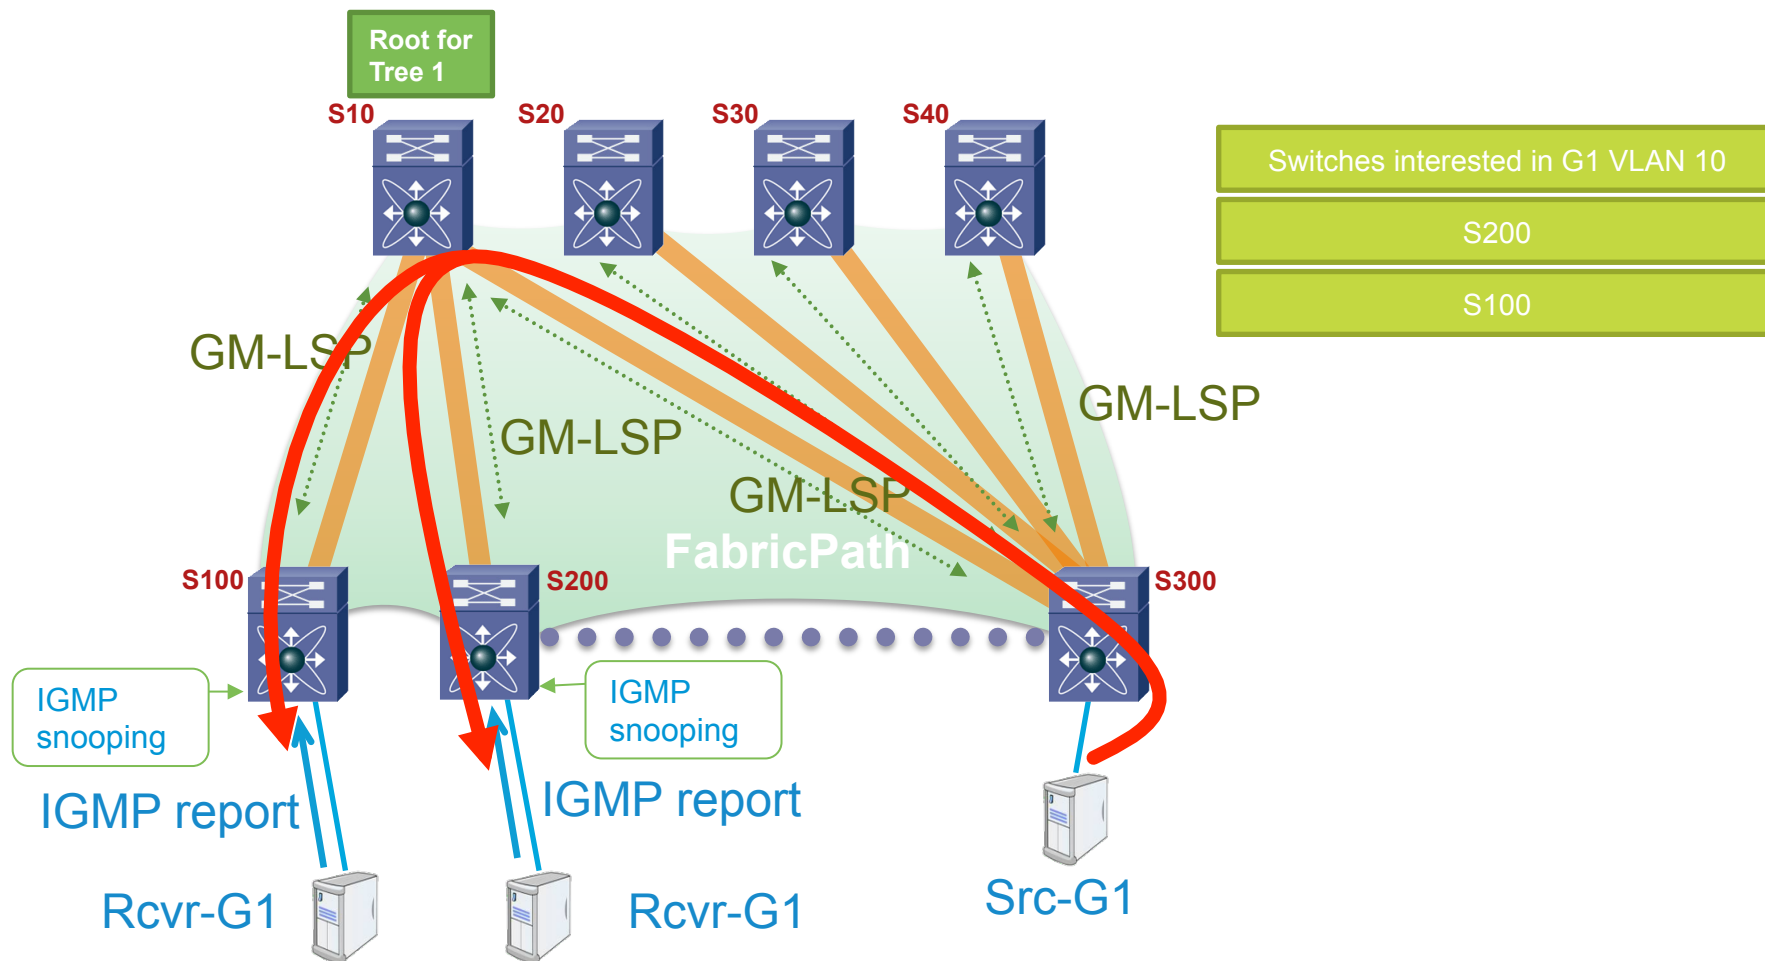 Root for
Tree 1
S10
S20
S30
S40
Switches interested in G1 VLAN 10
S200
S100
GM-LSP
GM-LSP
GM-LSP
GM-LSP
FabricPath
S100
S200
S300
IGMP
snooping
IGMP
snooping
IGMP report
IGMP report
Rcvr-G1
Rcvr-G1
Src-G1